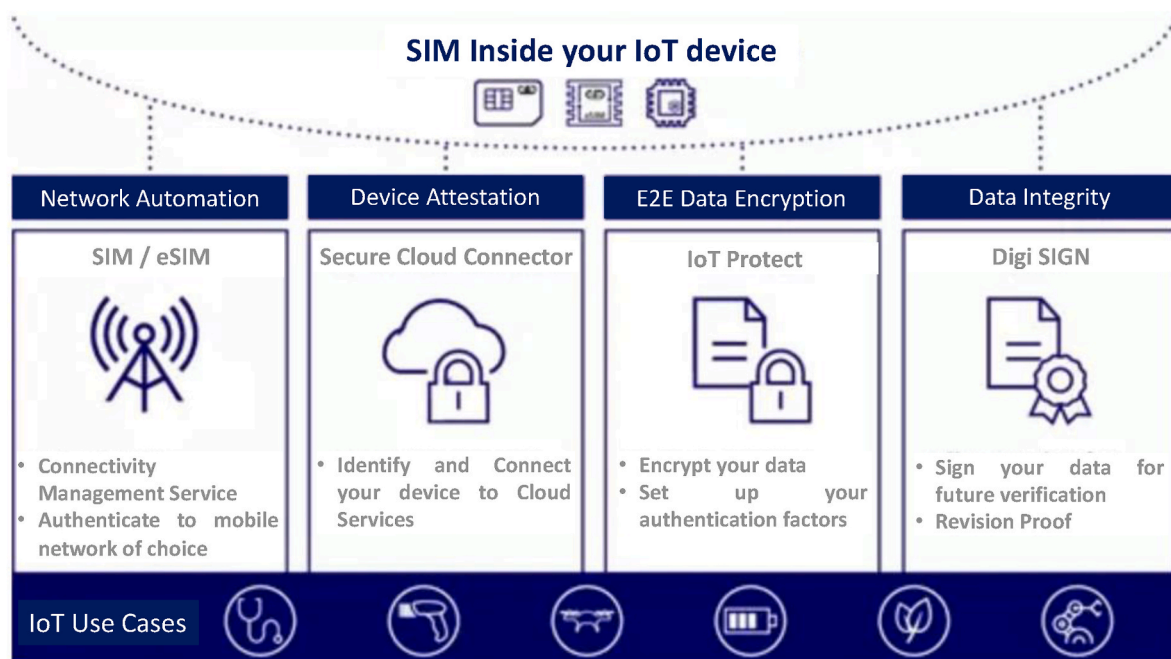 SIM Inside your IoT device
Network Automation
Device Attestation
E2E Data Encryption
Data Integrity
SIM / eSIM
Secure Cloud Connector
IoT Protect
Digi SIGN
• Connectivity
Management Service
• Authenticate to mobile
network of choice
• Identify and Connect
your device to Cloud
Services
• Encrypt your data
• Set up your
authentication factors
• Sign your data for
future verification
• Revision Proof
IoT Use Cases